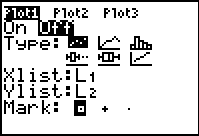 Plot1 Plot2 Plot3
On Off
Type:
Xlist:L1
Ylist:L2
Mark: + .